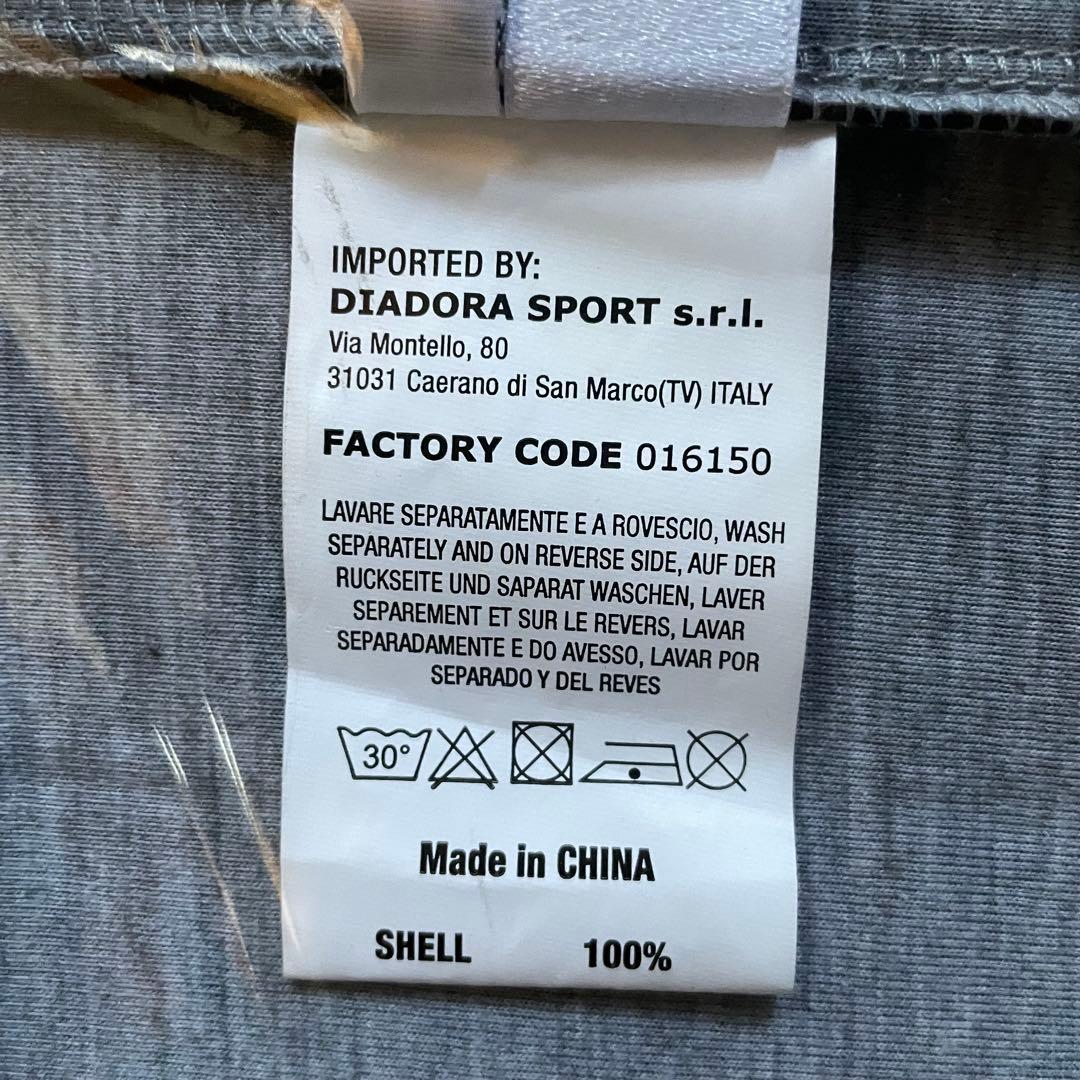 IMPORTED BY:
DIADORA SPORT s.r.l.
Via Montello, 80
31031 Caerano di San Marco(TV) ITALY
FACTORY CODE 016150
LAVARE SEPARATAMENTE E A ROVESCIO, WASH
SEPARATELY AND ON REVERSE SIDE, AUF DER
RUCKSEITE UND SAPARAT WASCHEN, LAVER
SEPAREMENT ET SUR LE REVERS, LAVAR
SEPARADAMENTE E DO AVESSO, LAVAR POR
SEPARADO Y DEL REVES
30°
Made in CHINA
SHELL 100%